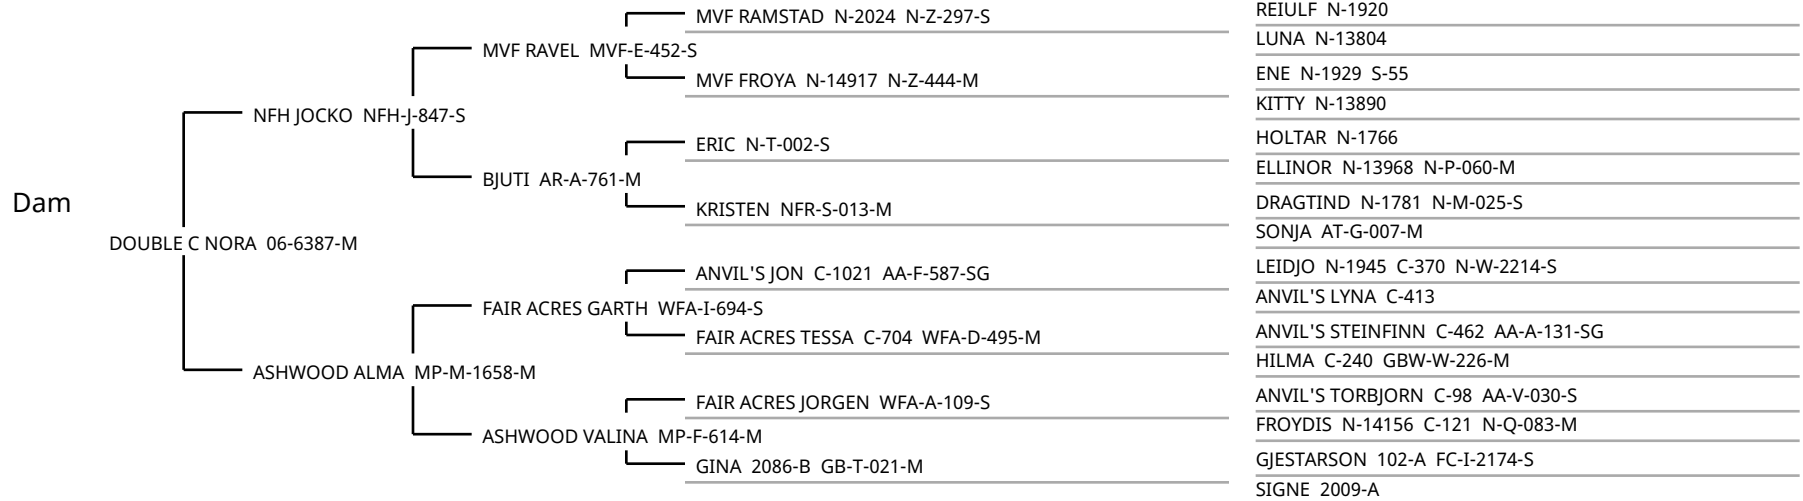 Dam
DOUBLE C NORA 06-6387-M
NFH JOCKO NFH-J-847-S
ASHWOOD ALMA MP-M-1658-M
MVF RAVEL MVF-E-452-S
BJUTI AR-A-761-M
FAIR ACRES GARTH WFA-I-694-S
ASHWOOD VALINA MP-F-614-M
MVF RAMSTAD N-2024 N-Z-297-S
MVF FROYA N-14917 N-Z-444-M
ERIC N-T-002-S
KRISTEN NFR-S-013-M
ANVIL'S JON C-1021 AA-F-587-SG
FAIR ACRES TESSA C-704 WFA-D-495-M
FAIR ACRES JORGEN WFA-A-109-S
GINA 2086-B GB-T-021-M
REIULF N-1920
LUNA N-13804
ENE N-1929 S-55
KITTY N-13890
HOLTAR N-1766
ELLINOR N-13968 N-P-060-M
DRAGTIND N-1781 N-M-025-S
SONJA AT-G-007-M
LEIDJO N-1945 C-370 N-W-2214-S
ANVIL'S LYNA C-413
ANVIL'S STEINFINN C-462 AA-A-131-SG
HILMA C-240 GBW-W-226-M
ANVIL'S TORBJORN C-98 AA-V-030-S
FROYDIS N-14156 C-121 N-Q-083-M
GJESTARSON 102-A FC-I-2174-S
SIGNE 2009-A